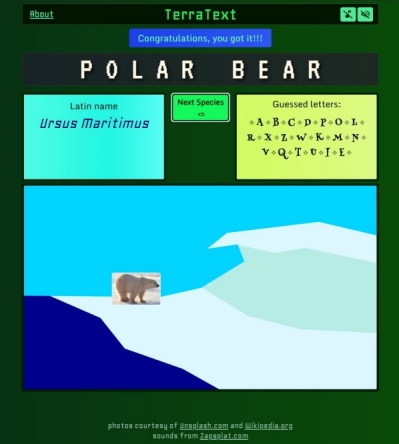 About
TerraText
Congratulations, you got it!!!
POLAR BEAR
Latin name
Ursus Maritimus
Next Species
⇨
Guessed letters:
⋄A⋄B⋄C⋄D⋄P⋄O⋄L⋄
R⋄X⋄Z⋄W⋄K⋄M⋄N⋄
V⋄Q⋄T⋄U⋄I⋄E⋄
photos courtesy of Unsplash.com and Wikipedia.org
sounds from Zapsplat.com